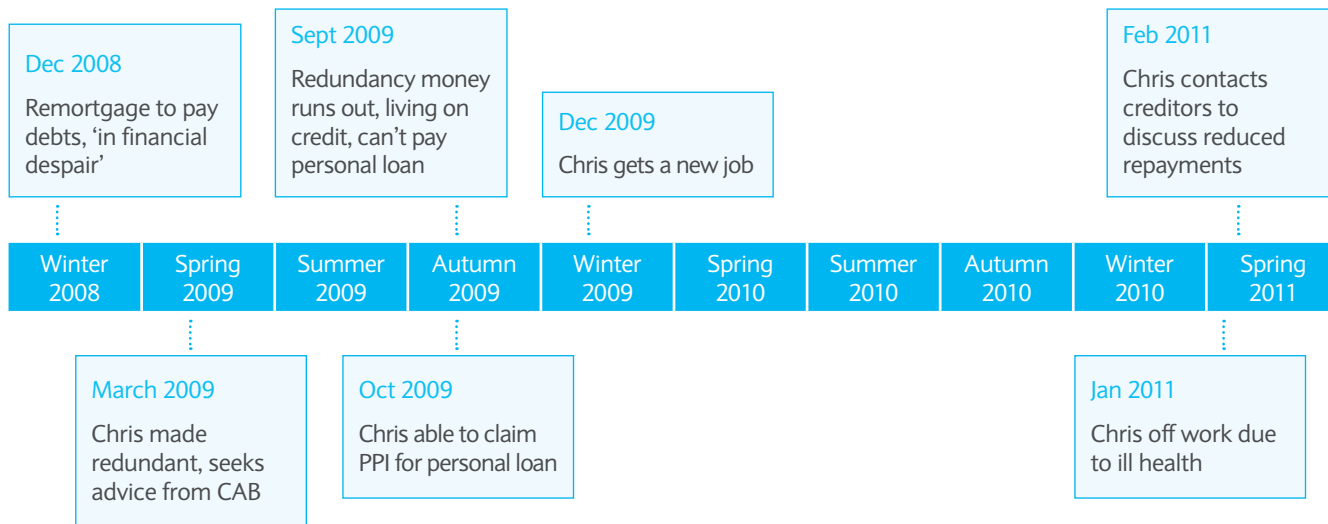 Dec 2008
Remortgage to pay
debts, ‘in financial
despair’
Sept 2009
Redundancy money
runs out, living on
credit, can’t pay
personal loan
Dec 2009
Chris gets a new job
Feb 2011
Chris contacts
creditors to
discuss reduced
repayments
Winter
2008
Spring
2009
Summer
2009
Autumn
2009
Winter
2009
Spring
2010
Summer
2010
Autumn
2010
Winter
2010
Spring
2011
March 2009
Chris made
redundant, seeks
advice from CAB
Oct 2009
Chris able to claim
PPI for personal loan
Jan 2011
Chris off work due
to ill health